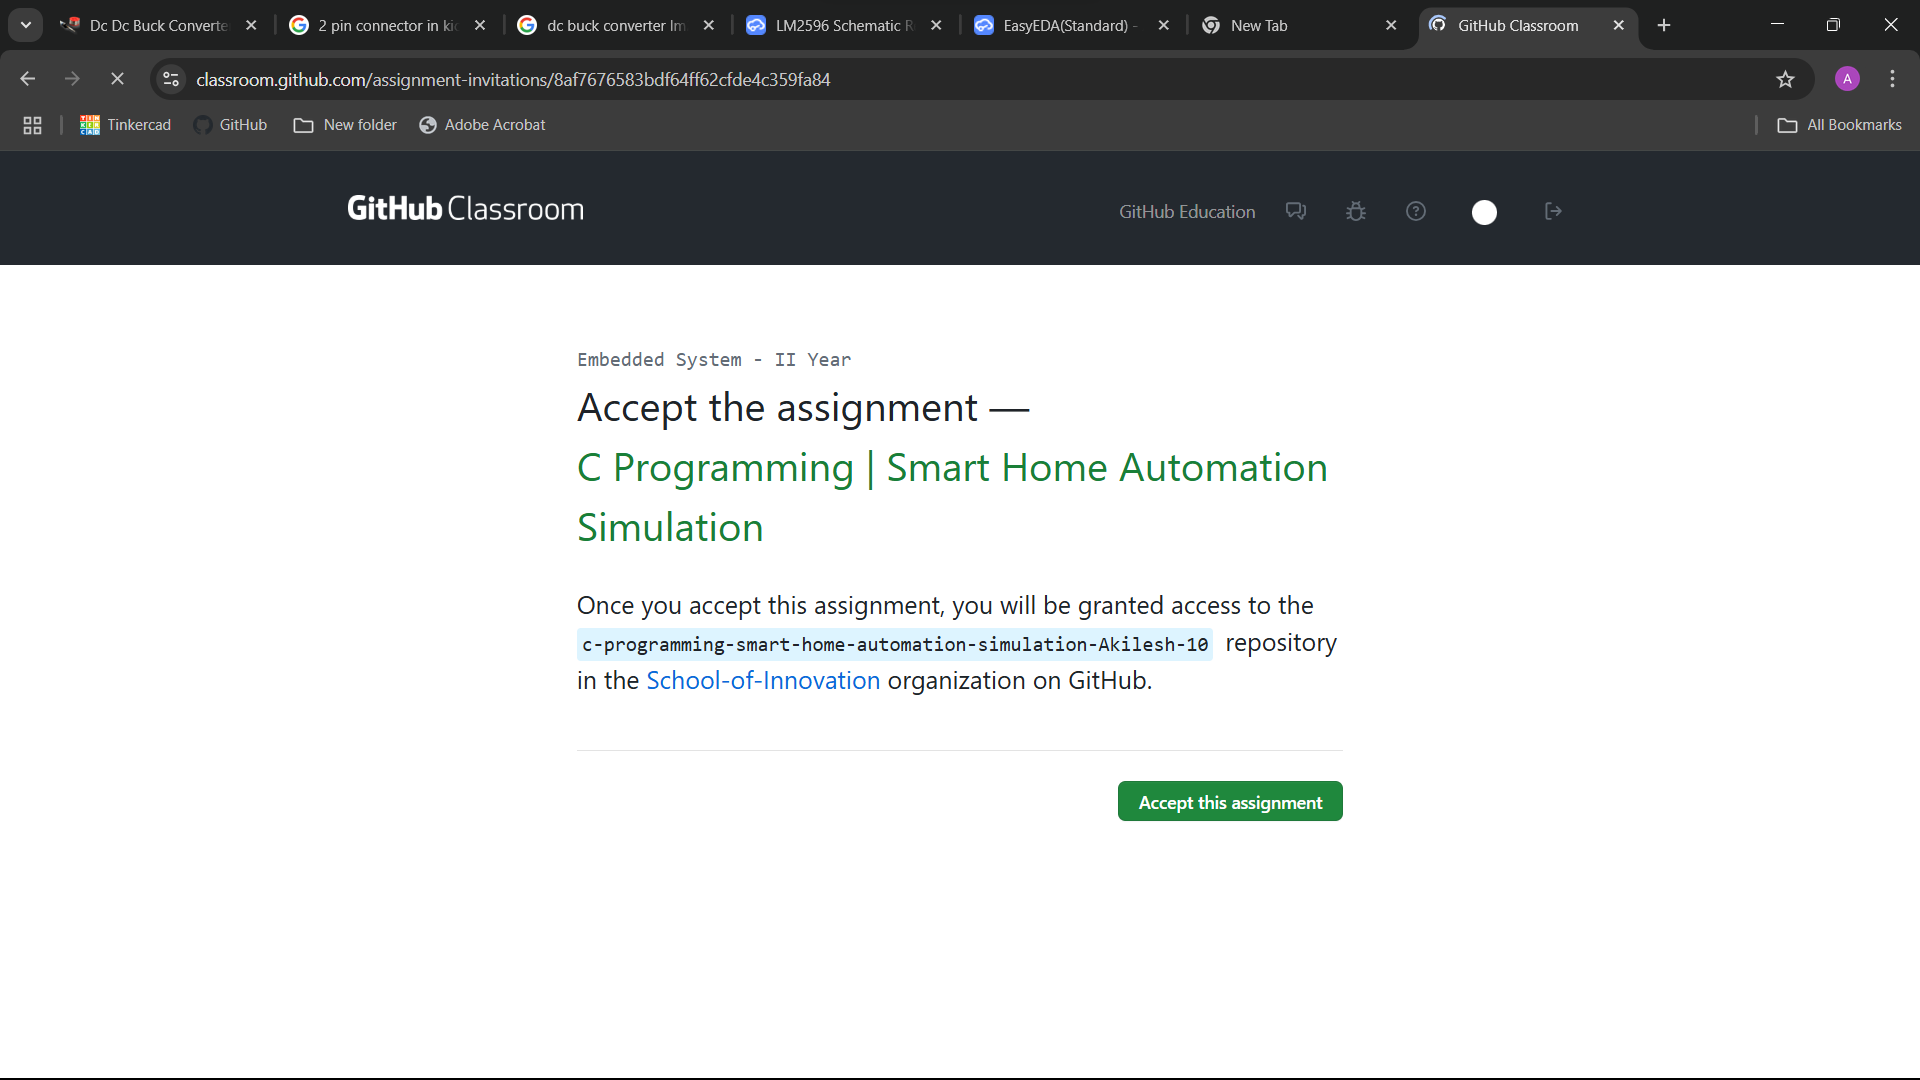 Dc Dc Buck Converte
2 pin connector in ki
dc buck converter lm
LM2596 Schematic R
EasyEDA(Standard) -
New Tab
GitHub Classroom
classroom.github.com/assignment-invitations/8af7676583bdf64ff62cfde4c359fa84
A
Tinkercad
GitHub
New folder
Adobe Acrobat
All Bookmarks
GitHub Classroom
GitHub Education
Embedded System - II Year
Accept the assignment —
C Programming | Smart Home Automation
Simulation
Once you accept this assignment, you will be granted access to the
c-programming-smart-home-automation-simulation-Akilesh-10 repository
in the School-of-Innovation organization on GitHub.
Accept this assignment